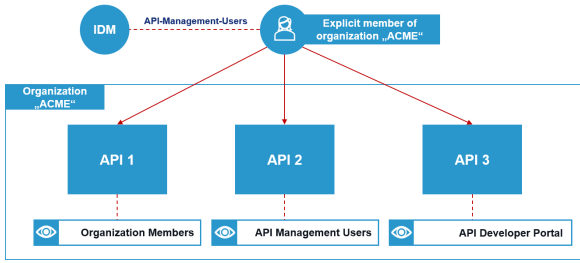 IDM
API-Management-Users
Explicit member of
organization „ACME“
Organization
„ACME“
API 1
API 2
API 3
Organization Members
API Management Users
API Developer Portal